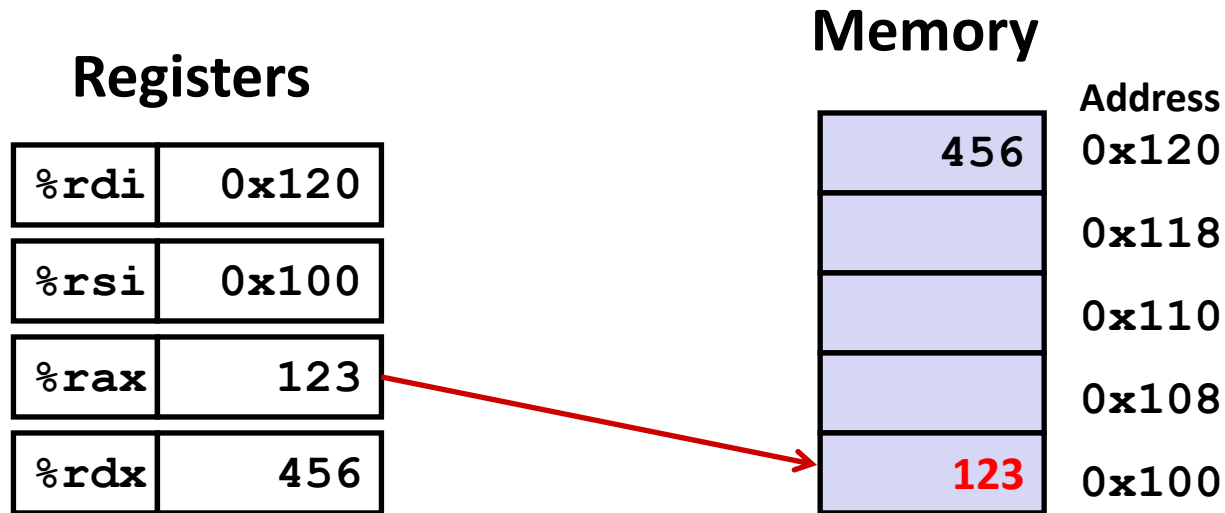 Registers
%rdi 0x120
%rsi 0x100
%rax 123
%rdx 456
Memory
Address
456 0x120
0x118
0x110
0x108
123 0x100